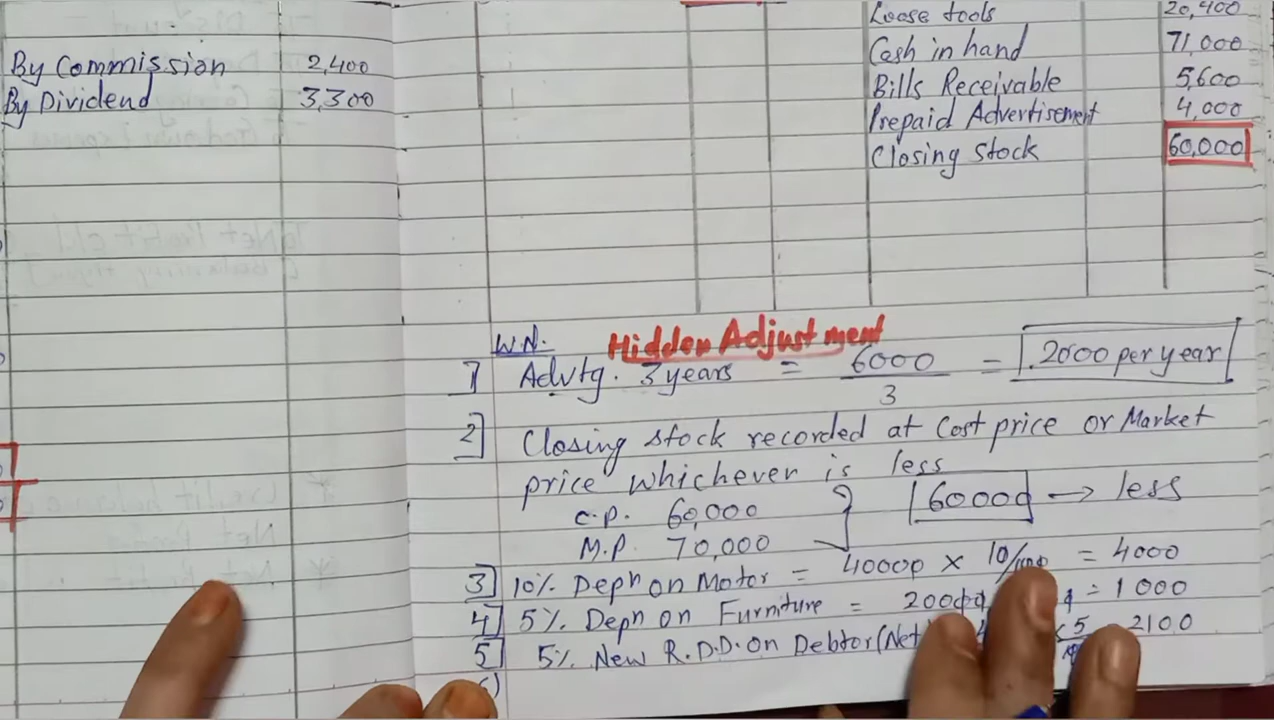 By Commission 2,400
By Dividend 3,300
Loose tools 20,400
Cash in hand 71,000
Bills Receivable 5,600
Prepaid Advertisement 4,000
Closing Stock 60,000
W.N. Hidden Adjustment
1] Advtg. 3 years = 6000/3 = 2000 per year
2] Closing stock recorded at Cost price or Market
price whichever is less
C.P. 60,000
M.P. 70,000
60000 → less
3] 10% Depn on Motor = 40000 × 10/100 = 4000
4] 5% Depn on Furniture = 20000 = 1000
5] 5% New R.D.D. on Debtor (Net) × 5 2100